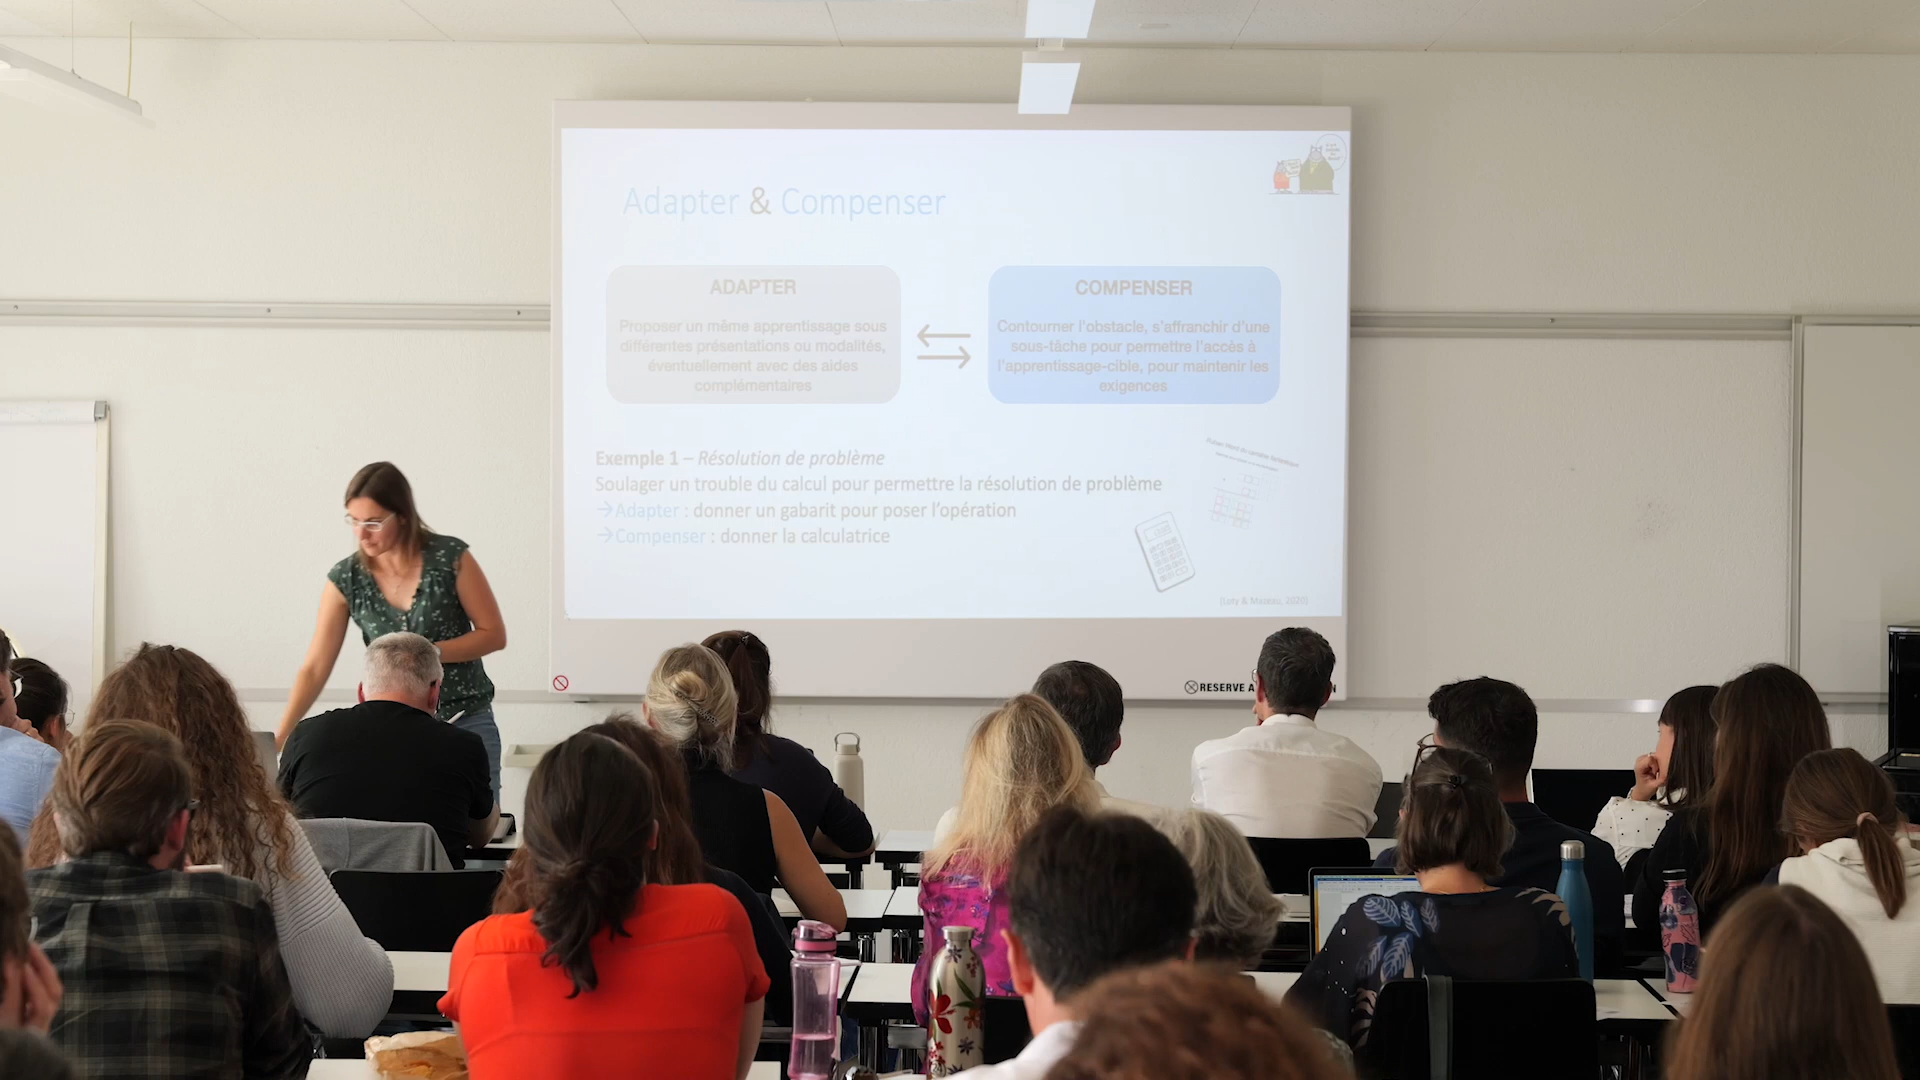 Adapter & Compenser
ADAPTER
Proposer un même apprentissage sous
différentes présentations ou modalités,
éventuellement avec des aides
complémentaires
COMPENSER
Contourner l'obstacle, s'affranchir d'une
sous-tâche pour permettre l'accès à
l'apprentissage-cible, pour maintenir les
exigences
Exemple 1 – Résolution de problème
Soulager un trouble du calcul pour permettre la résolution de problème
→Adapter : donner un gabarit pour poser l'opération
→Compenser : donner la calculatrice
2020)
RESERVE A